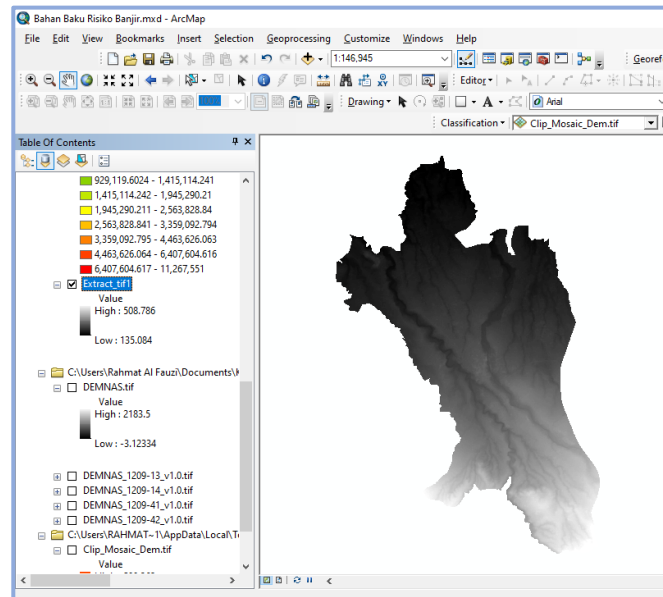 Bahan Baku Risiko Banjir.mxd - ArcMap
File Edit View Bookmarks Insert Selection Geoprocessing Customize Windows Help
1:146,945
Editor
Drawing A Arial
Classification Clip_Mosaic_Dem.tif
Table Of Contents
929,119.6024 - 1,415,114.241
1,415,114.242 - 1,945,290.21
1,945,290.211 - 2,563,828.84
2,563,828.841 - 3,359,092.794
3,359,092.795 - 4,463,626.063
4,463,626.064 - 6,407,604.616
6,407,604.617 - 11,267,551
Extract_tif1
Value
High : 508.786
Low : 135.084
C:\Users\Rahmat Al Fauzi\Documents\K
DEMNAS.tif
Value
High : 2183.5
Low : -3.12334
DEMNAS_1209-13_v1.0.tif
DEMNAS_1209-14_v1.0.tif
DEMNAS_1209-41_v1.0.tif
DEMNAS_1209-42_v1.0.tif
C:\Users\RAHMAT~1\AppData\Local\Te
Clip_Mosaic_Dem.tif
Value